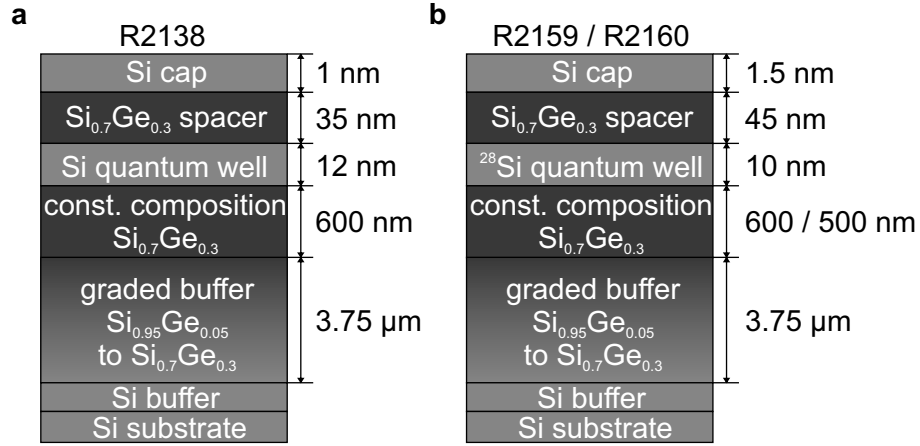 a
R2138
Si cap
1 nm
Si₀.₇Ge₀.₃ spacer
35 nm
Si quantum well
12 nm
const. composition
Si₀.₇Ge₀.₃
600 nm
graded buffer
Si₀.₉₅Ge₀.₀₅
to Si₀.₇Ge₀.₃
3.75 µm
Si buffer
Si substrate
b
R2159 / R2160
Si cap
1.5 nm
Si₀.₇Ge₀.₃ spacer
45 nm
²⁸Si quantum well
10 nm
const. composition
Si₀.₇Ge₀.₃
600 / 500 nm
graded buffer
Si₀.₉₅Ge₀.₀₅
to Si₀.₇Ge₀.₃
3.75 µm
Si buffer
Si substrate